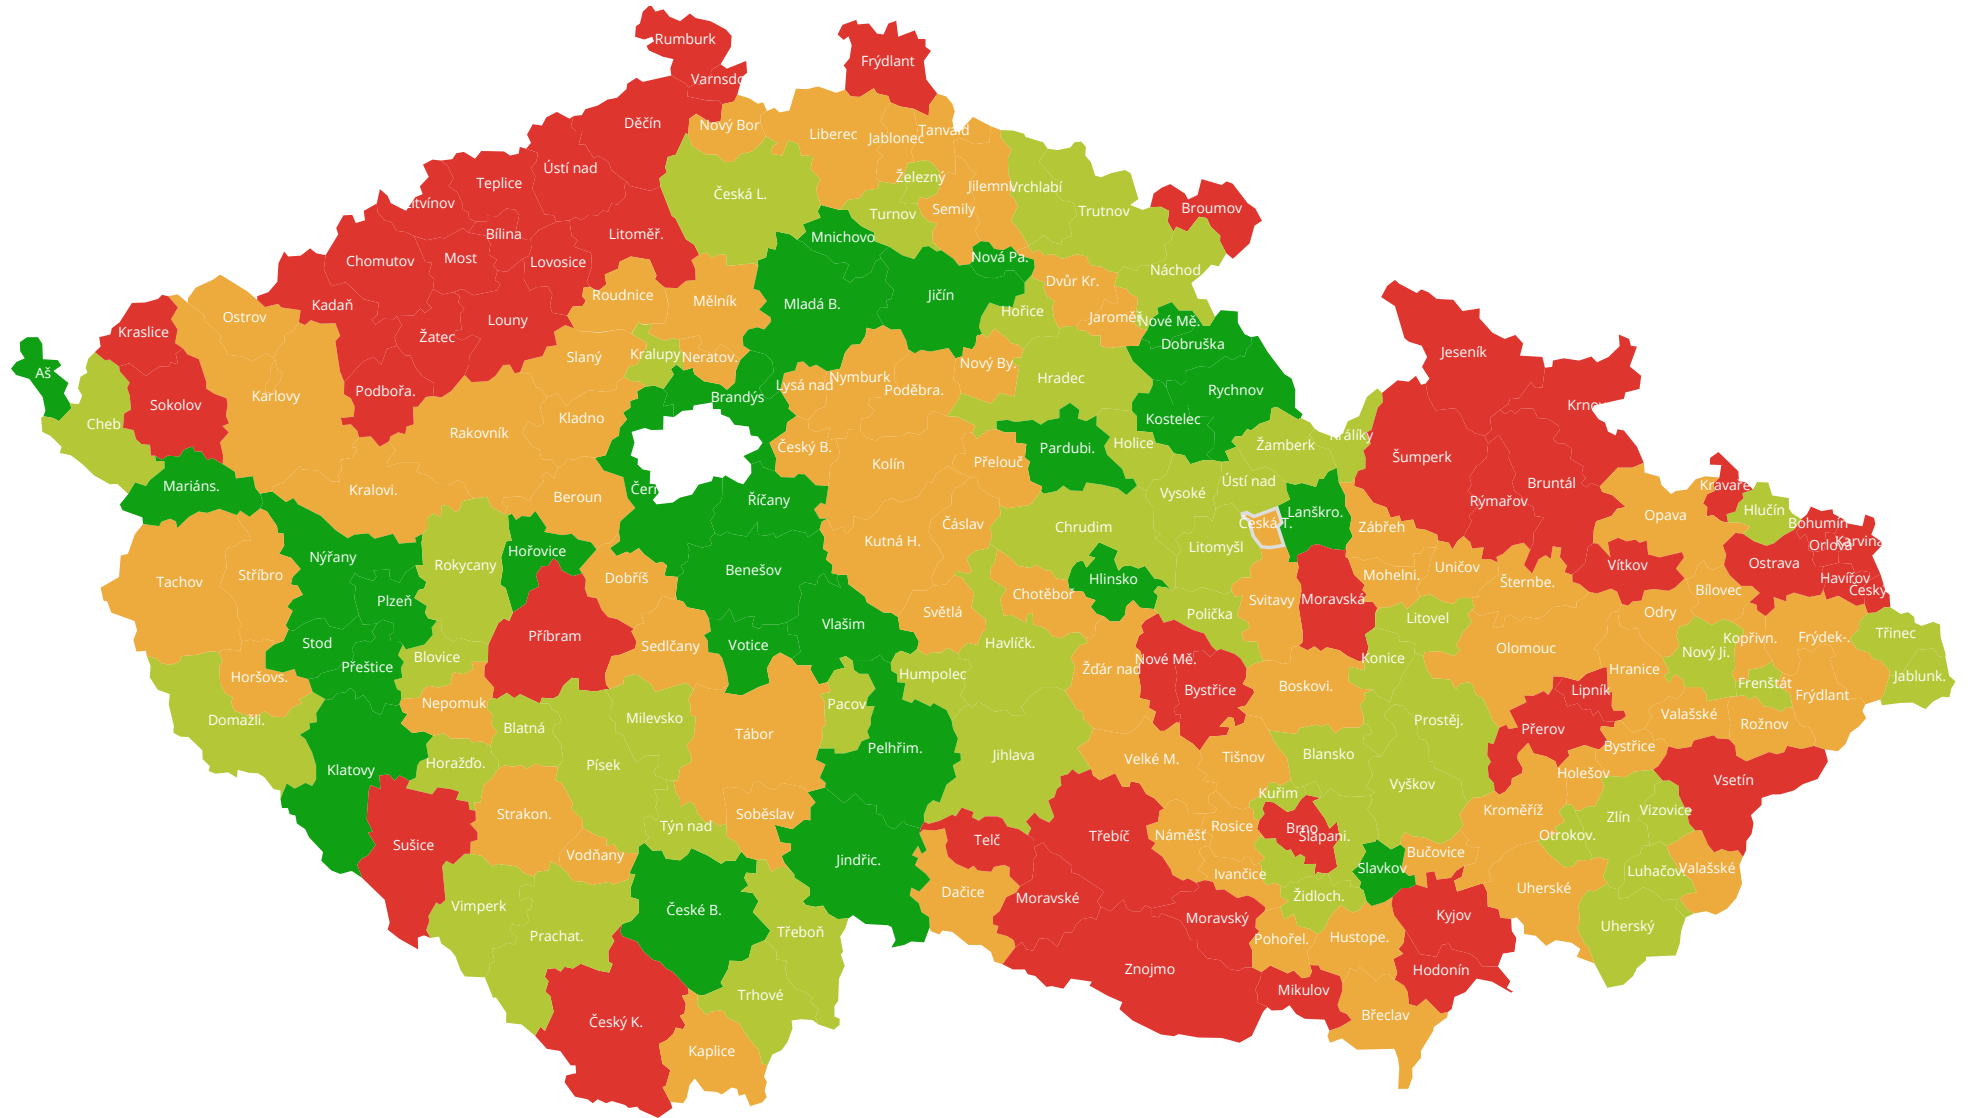 Rumburk
Frýdlant
Varnsdo
Děčín
Nový Bor
Liberec
Jablonec
Tanvald
Ústí nad
Teplice
Železný
Jilemni
Vrchlabí
Česká L.
Litvínov
Semily
Trutnov
Broumov
Turnov
Bílina
Litoměř.
Mnichovo
Most
Chomutov
Lovosice
Nová Pa.
Náchod
Dvůr Kr.
Roudnice
Mělník
Jičín
Mladá B.
Kadaň
Hořice
Ostrov
Jaroměř
Louny
Nové Mě.
Kraslice
Žatec
Dobruška
Jeseník
Slaný
Kralupy
Neratov.
Nový By.
Aš
Nymburk
Hradec
Lysá nad
Poděbra.
Podbořa.
Rychnov
Karlovy
Brandýs
Sokolov
Krnov
Kladno
Kostelec
Cheb
Rakovník
Králíky
Holice
Žamberk
Český B.
Pardubi.
Šumperk
Kolín
Přelouč
Ústí nad
Bruntál
Kravaře
Mariáns.
Kralovi.
Čern
Vysoké
Beroun
Říčany
Rýmařov
Hlučín
Lanškro.
Opava
Čáslav
Česká T.
Bohumín
Chrudim
Zábřeh
Kutná H.
Karviná
Orlová
Litomyšl
Hořovice
Nýřany
Rokycany
Ostrava
Vítkov
Benešov
Stříbro
Uničov
Mohelni.
Dobříš
Hlinsko
Havířov
Tachov
Šternbe.
Český
Bílovec
Chotěboř
Plzeň
Svitavy
Moravská
Světlá
Odry
Polička
Litovel
Vlašim
Třinec
Příbram
Frýdek-.
Kopřivn.
Stod
Havlíčk.
Votice
Sedlčany
Olomouc
Nový Ji.
Blovice
Konice
Nové Mě.
Přeštice
Žďár nad
Hranice
Humpolec
Jablunk.
Horšovs.
Frenštát
Boskovi.
Bystřice
Lipník
Frýdlant
Nepomuk
Pacov
Valašské
Milevsko
Domažli.
Prostěj.
Rožnov
Blatná
Přerov
Tábor
Pelhřim.
Bystřice
Jihlava
Blansko
Tišnov
Velké M.
Horažďo.
Písek
Klatovy
Holešov
Vsetín
Vyškov
Kuřim
Vizovice
Kroměříž
Strakon.
Soběslav
Zlín
Týn nad
Rosice
Brno
Náměšť
Třebíč
Šlapani.
Otrokov.
Telč
Sušice
Bučovice
Vodňany
Jindřic.
Slavkov
Valašské
Luhačov
Ivančice
Uherské
Dačice
Židloch.
Moravské
Vimperk
České B.
Kyjov
Moravský
Uherský
Třeboň
Prachat.
Hustope.
Pohořel.
Znojmo
Hodonín
Mikulov
Trhové
Břeclav
Český K.
Kaplice